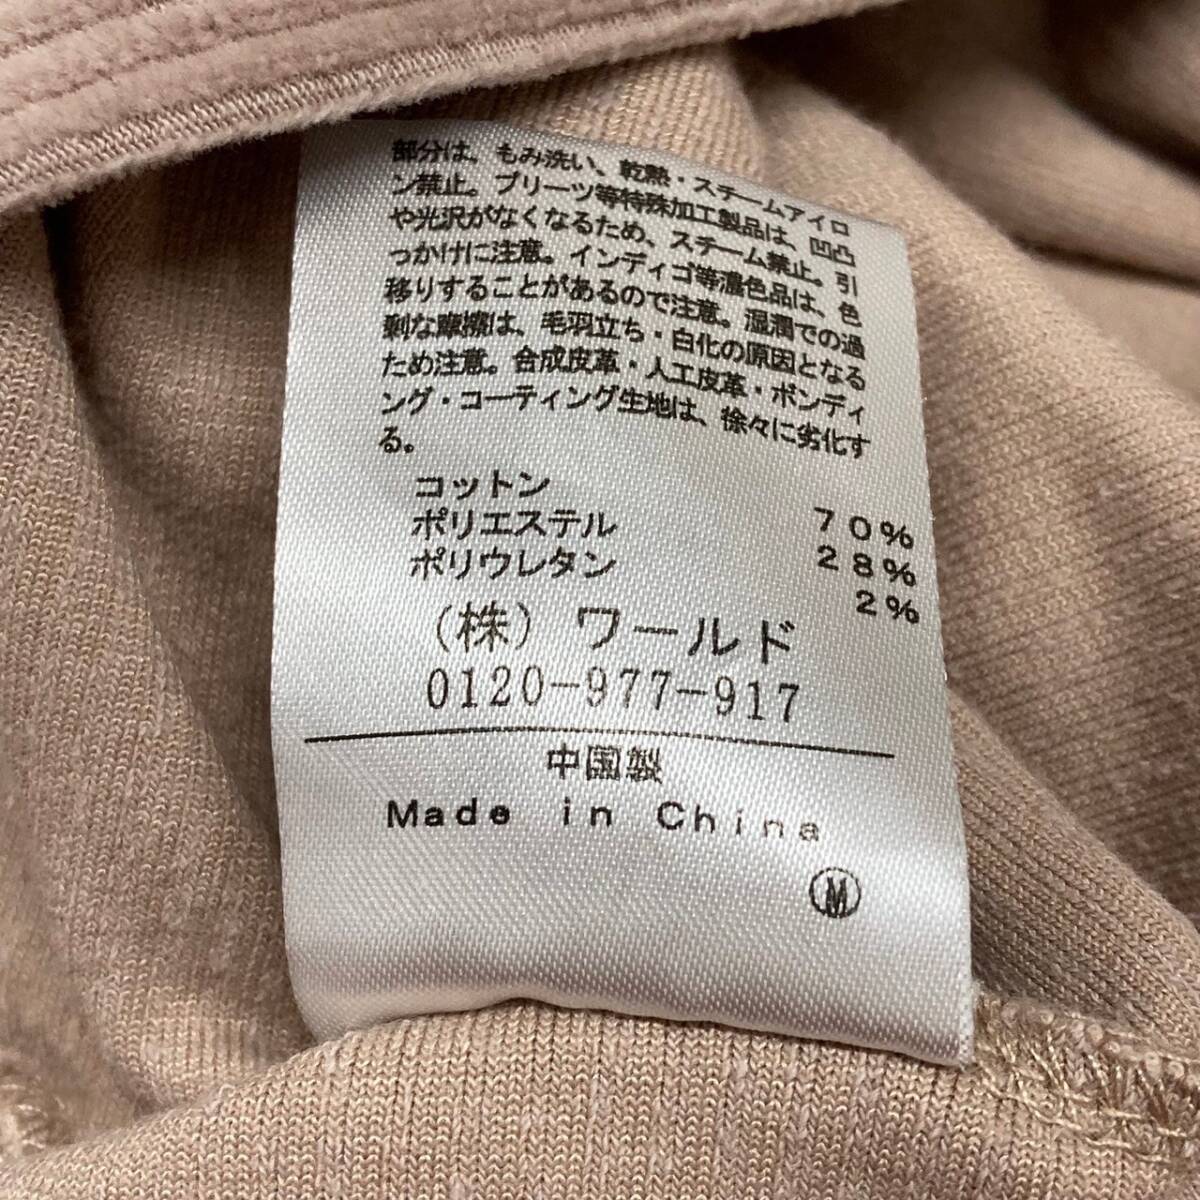 部分は、もみ洗い、乾熱・スチームアイロ
ン禁止。プリーツ等特殊加工製品は、凹凸
や光沢がなくなるため、スチーム禁止。引
っかけに注意。インディゴ等濃色品は、色
移りすることがあるので注意。湿潤での過
剰な摩擦は、毛羽立ち・白化の原因となる
ため注意。合成皮革・人工皮革・ボンディ
ング・コーティング生地は、徐々に劣化す
る。
コットン 70%
ポリエステル 28%
ポリウレタン 2%
(株)ワールド
0120-977-917
中国製
Made in China
M